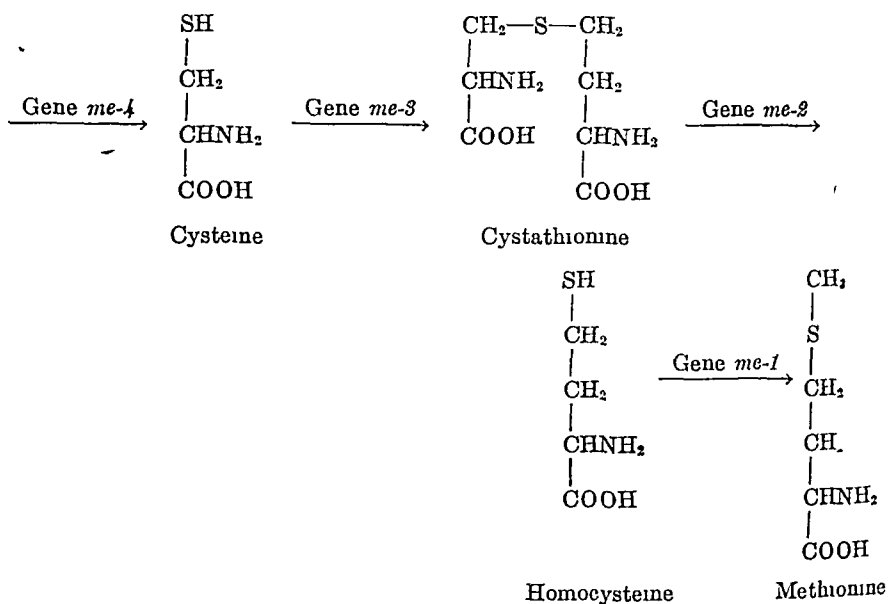 SH
CH₂—S—CH₂
CH₂
CHNH₂
CH₂
Gene me-4
CHNH₂
Gene me-3
COOH
CHNH₂
Gene me-2
COOH
COOH
Cysteine
Cystathionine
SH
CH₃
CH₂
S
Gene me-1
CH₂
CH₂
CHNH₂
CH₂
COOH
CHNH₂
COOH
Homocysteine
Methionine